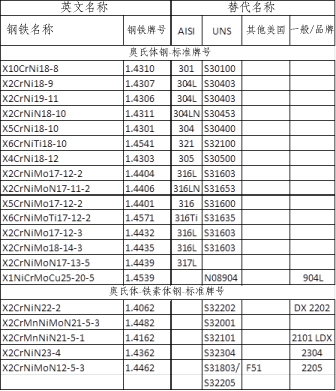 英文名称 替代名称
钢铁名称 钢铁牌号 AISI UNS 其他美国 一般/品牌
奥氏体钢-标准牌号
X10CrNi18-8 1.4310 301 S30100
X2CrNi18-9 1.4307 304L S30403
X2CrNi19-11 1.4306 304L S30403
X2CrNiN18-10 1.4311 304LN S30453
X5CrNi18-10 1.4301 304 S30400
X6CrNiTi18-10 1.4541 321 S32100
X4CrNi18-12 1.4303 305 S30500
X2CrNiMo17-12-2 1.4404 316L S31603
X2CrNiMoN17-11-2 1.4406 316LN S31653
X5CrNiMo17-12-2 1.4401 316 S31600
X6CrNiMoTi17-12-2 1.4571 316Ti S31635
X2CrNiMo17-12-3 1.4432 316L S31603
X2CrNiMo18-14-3 1.4435 316L S31603
X2CrNiMoN17-13-5 1.4439 317L
X1NiCrMoCu25-20-5 1.4539 N08904 904L
奥氏体-铁素体钢-标准牌号
X2CrNiN22-2 1.4062 S32202 DX 2202
X2CrMnNiMoN21-5-3 1.4482 S32001
X2CrMnNiN21-5-1 1.4162 S32101 2101 LDX
X2CrNiN23-4 1.4362 S32304 2304
X2CrNiMoN12-5-3 1.4462 S31803/ F51 2205
S32205